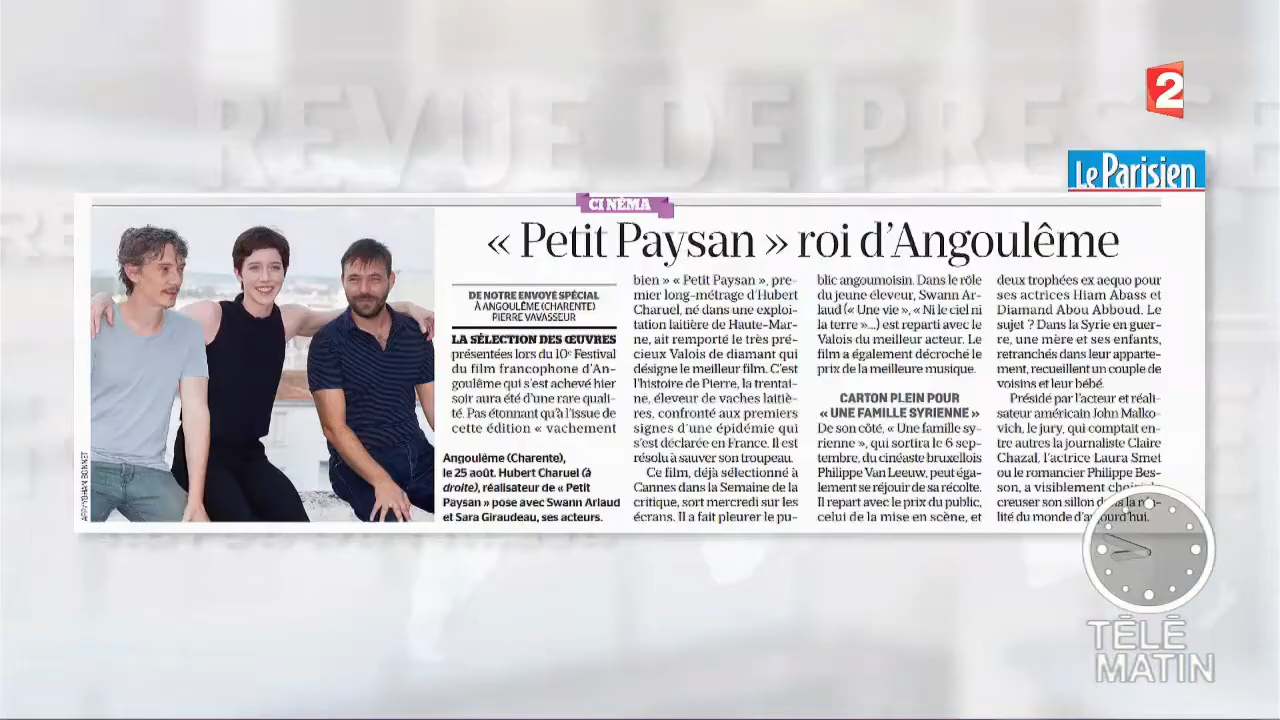 REVUE DE PRESSE
2
Le Parisien
CINÉMA
« Petit Paysan » roi d'Angoulême
DE NOTRE ENVOYÉ SPÉCIAL
À ANGOULÊME (CHARENTE)
PIERRE VAVASSEUR
LA SÉLECTION DES ŒUVRES
présentées lors du 10e Festival
du film francophone d'An-
goulême qui s'est achevé hier
soir aura été d'une rare quali-
té. Pas étonnant qu'à l'issue de
cette édition « vachement
bien » « Petit Paysan », pre-
mier long-métrage d'Hubert
Charuel, né dans une exploi-
tation laitière de Haute-Mar-
ne, ait remporté le très pré-
cieux Valois de diamant qui
désigne le meilleur film. C'est
l'histoire de Pierre, la trentai-
ne, éleveur de vaches laitiè-
res, confronté aux premiers
signes d'une épidémie qui
s'est déclarée en France. Il est
résolu à sauver son troupeau.
Ce film, déjà sélectionné à
Cannes dans la Semaine de la
critique, sort mercredi sur les
écrans. Il a fait pleurer le pu-
blic angoumoisin. Dans le rôle
du jeune éleveur, Swann Ar-
laud (« Une vie », « Ni le ciel ni
la terre »...) est reparti avec le
Valois du meilleur acteur. Le
film a également décroché le
prix de la meilleure musique.
CARTON PLEIN POUR
« UNE FAMILLE SYRIENNE »
De son côté, « Une famille sy-
rienne », qui sortira le 6 sep-
tembre, du cinéaste bruxellois
Philippe Van Leeuw, peut éga-
lement se réjouir de sa récolte.
Il repart avec le prix du public,
celui de la mise en scène, et
deux trophées ex aequo pour
ses actrices Hiam Abass et
Diamand Abou Abboud. Le
sujet ? Dans la Syrie en guer-
re, une mère et ses enfants,
retranchés dans leur apparte-
ment, recueillent un couple de
voisins et leur bébé.
Présidé par l'acteur et réali-
sateur américain John Malko-
vich, le jury, qui comptait en-
tre autres la journaliste Claire
Chazal, l'actrice Laura Smet
ou le romancier Philippe Bes-
son, a visiblement choisi de
creuser son sillon dans la réa-
lité du monde d'aujourd'hui.
Angoulême (Charente),
le 25 août. Hubert Charuel (à
droite), réalisateur de « Petit
Paysan » pose avec Swann Arlaud
et Sara Giraudeau, ses acteurs.
AFP/YOHAN BONNET
TÉLÉ
MATIN